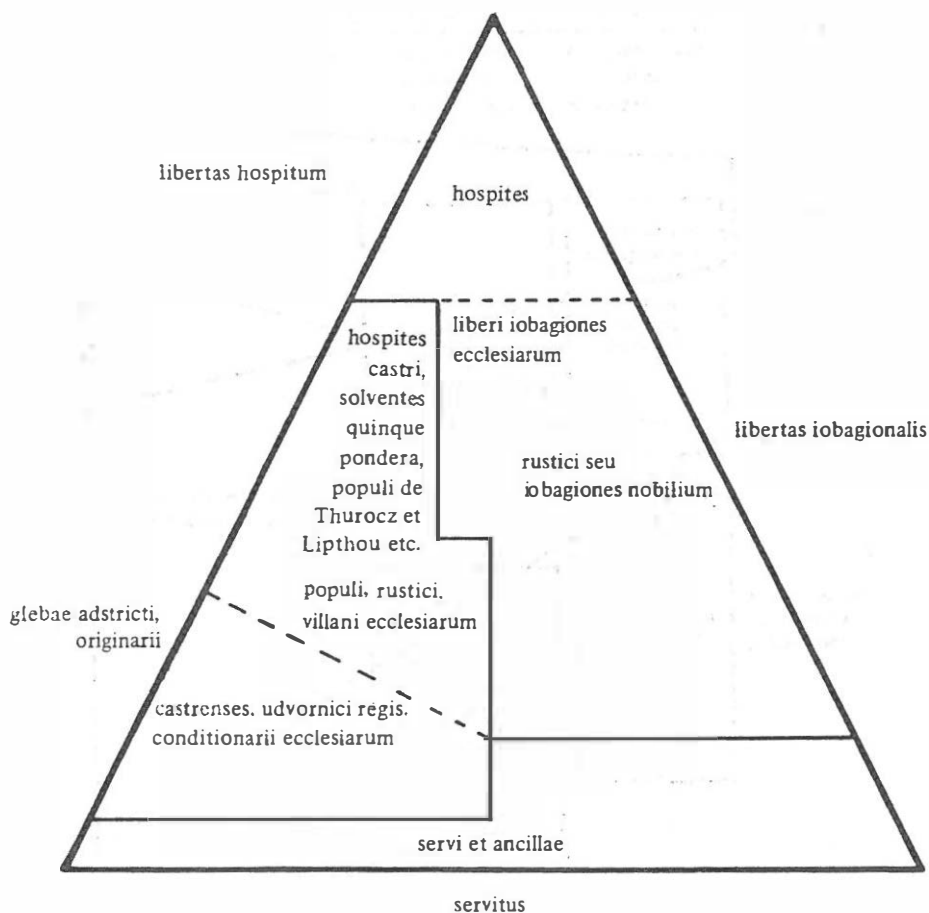 libertas hospitum
hospites
hospites
castri,
solventes
quinque
pondera,
populi de
Thurocz et
Lipthou etc.
liberi iobagiones
ecclesiarum
libertas iobagionalis
rustici seu
iobagiones nobilium
populi, rustici.
villani ecclesiarum
glebae adstricti,
originarii
castrenses. udvornici regis.
conditionarii ecclesiarum
servi et ancillae
servitus